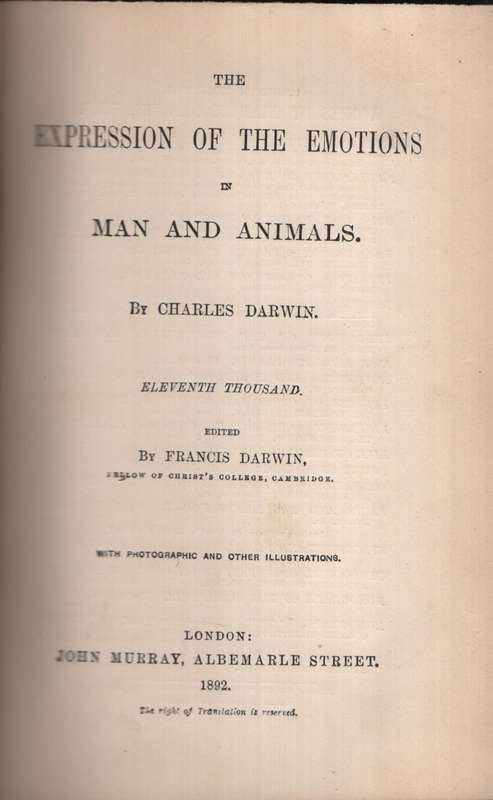 THE
EXPRESSION OF THE EMOTIONS
IN
MAN AND ANIMALS.
By CHARLES DARWIN.
ELEVENTH THOUSAND.
EDITED
By FRANCIS DARWIN,
FELLOW OF CHRIST'S COLLEGE, CAMBRIDGE.
WITH PHOTOGRAPHIC AND OTHER ILLUSTRATIONS.
LONDON:
JOHN MURRAY, ALBEMARLE STREET.
1892.
The right of Translation is reserved.